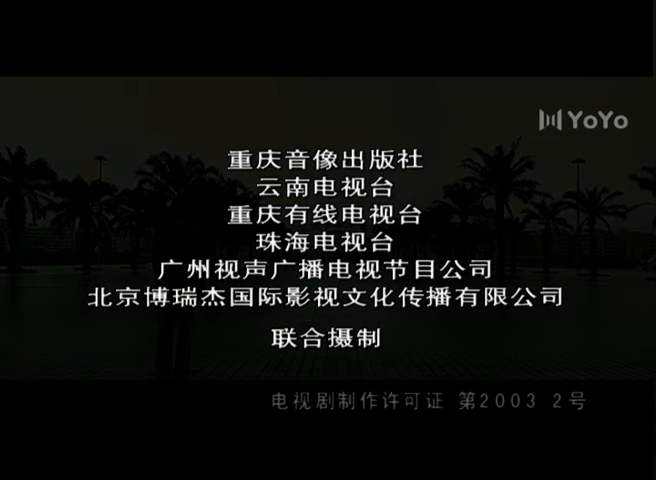 YoYo
重庆音像出版社
云南电视台
重庆有线电视台
珠海电视台
广州视声广播电视节目公司
北京博瑞杰国际影视文化传播有限公司
联合摄制
电视剧制作许可证 第2003 2号